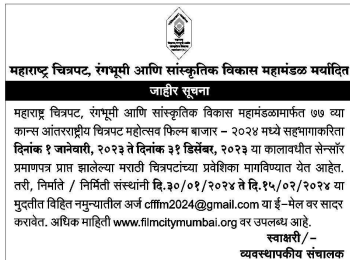 महाराष्ट्र चित्रपट, रंगभूमी आणि सांस्कृतिक विकास महामंडळ मर्यादित
जाहीर सूचना
महाराष्ट्र चित्रपट, रंगभूमी आणि सांस्कृतिक विकास महामंडळामार्फत ७७ व्या
कान्स आंतरराष्ट्रीय चित्रपट महोत्सव फिल्म बाजार - २०२४ मध्ये सहभागाकरिता
दिनांक १ जानेवारी, २०२३ ते दिनांक ३१ डिसेंबर, २०२३ या कालावधीत सेन्सॉर
प्रमाणपत्र प्राप्त झालेल्या मराठी चित्रपटांच्या प्रवेशिका मागविण्यात येत आहे.
तरी, निर्माते / निर्मिती संस्थांनी दि.३०/०१/२०२४ ते दि.१५/०२/२०२४ या
मुदतीत विहित नमुन्यातील अर्ज cfffm2024@gmail.com या ई-मेल वर सादर
करावेत. अधिक माहिती www.filmcitymumbai.org वर उपलब्ध आहे.
स्वाक्षरी/-
व्यवस्थापकीय संचालक